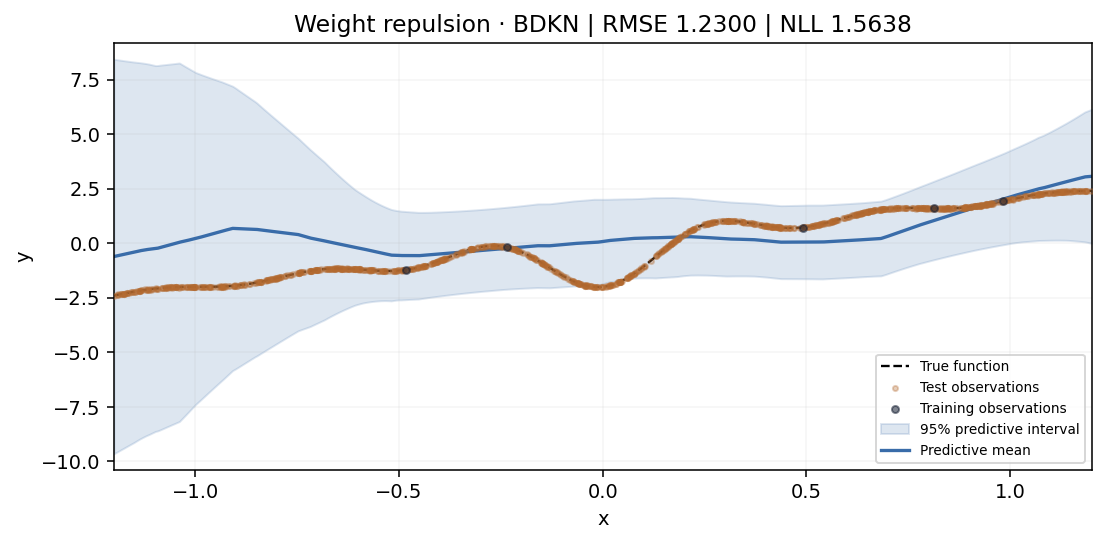 Weight repulsion · BDKN | RMSE 1.2300 | NLL 1.5638
y
7.5
5.0
2.5
0.0
−2.5
−5.0
−7.5
−10.0
−1.0
−0.5
0.0
0.5
1.0
x
True function
Test observations
Training observations
95% predictive interval
Predictive mean